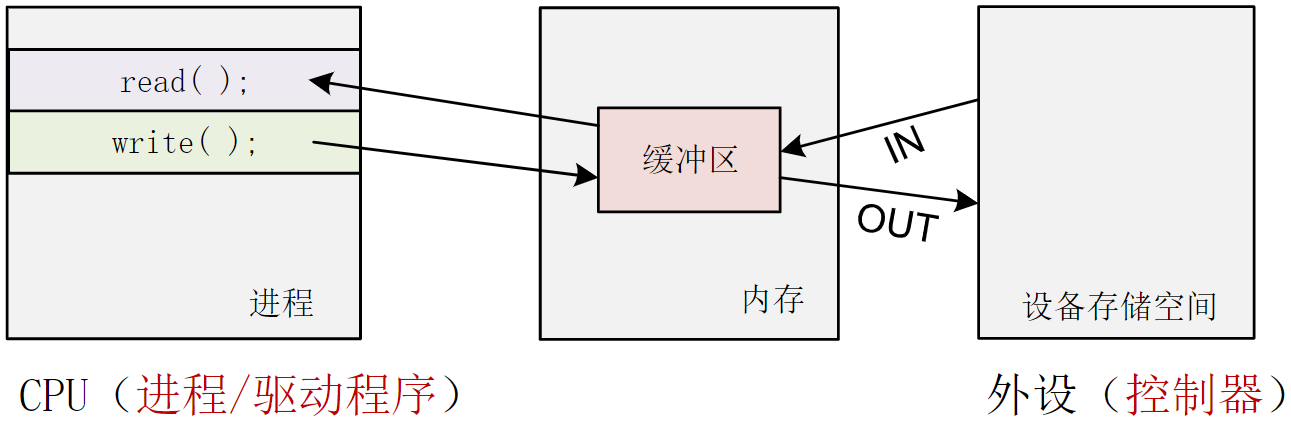 read( );
write( );
进程
缓冲区
内存
IN
OUT
设备存储空间
CPU（进程/驱动程序）
外设（控制器）